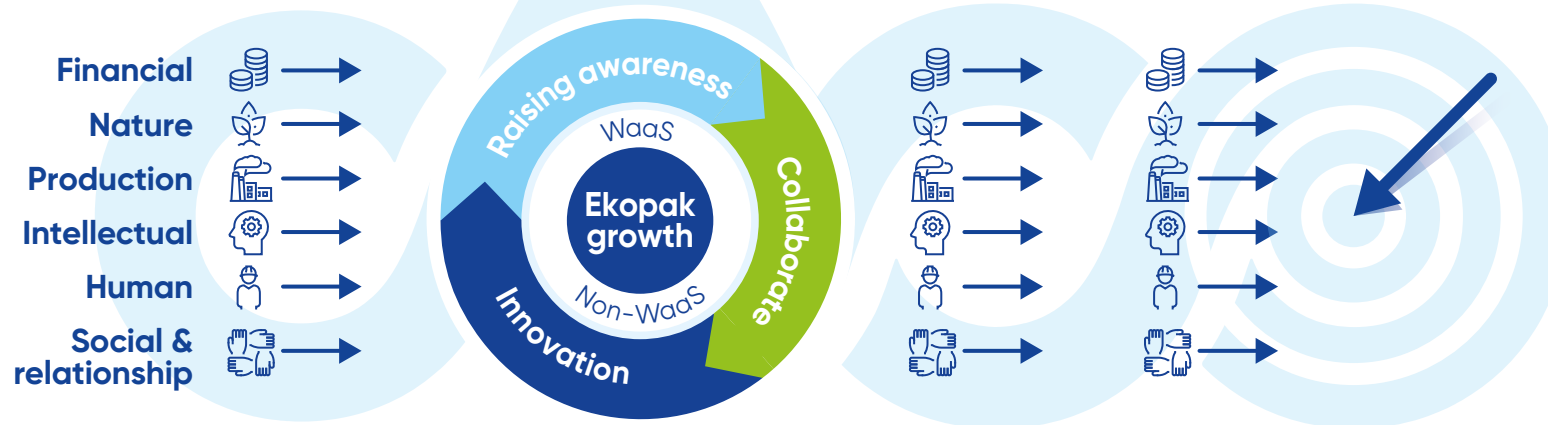 Financial
Nature
Production
Intellectual
Human
Social &
relationship
Raising awareness
Collaborate
Innovation
WaaS
Ekopak
growth
Non-WaaS